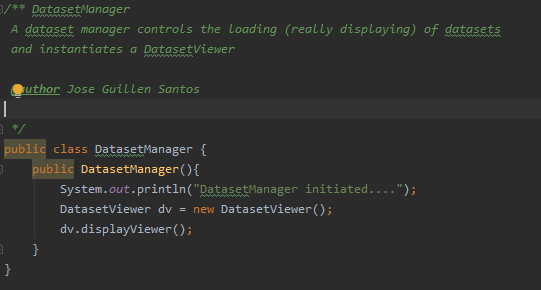 /** DatasetManager
A dataset manager controls the loading (really displaying) of datasets
and instantiates a DatasetViewer
@author Jose Guillen Santos
*/
public class DatasetManager {
public DatasetManager(){
System.out.println("DatasetManager initiated....");
DatasetViewer dv = new DatasetViewer();
dv.displayViewer();
}
}